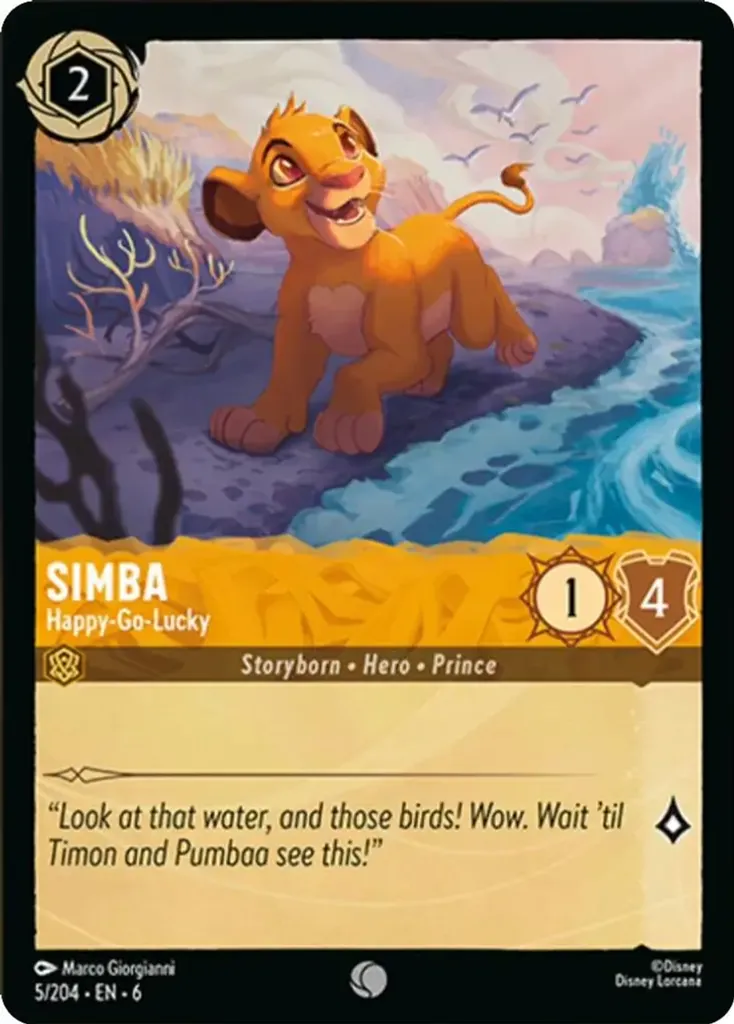 2
SIMBA
Happy-Go-Lucky
1
4
Storyborn • Hero • Prince
“Look at that water, and those birds! Wow. Wait ’til
Timon and Pumbaa see this!”
Marco Giorgianni
©Disney
5/204 • EN • 6
Disney Lorcana